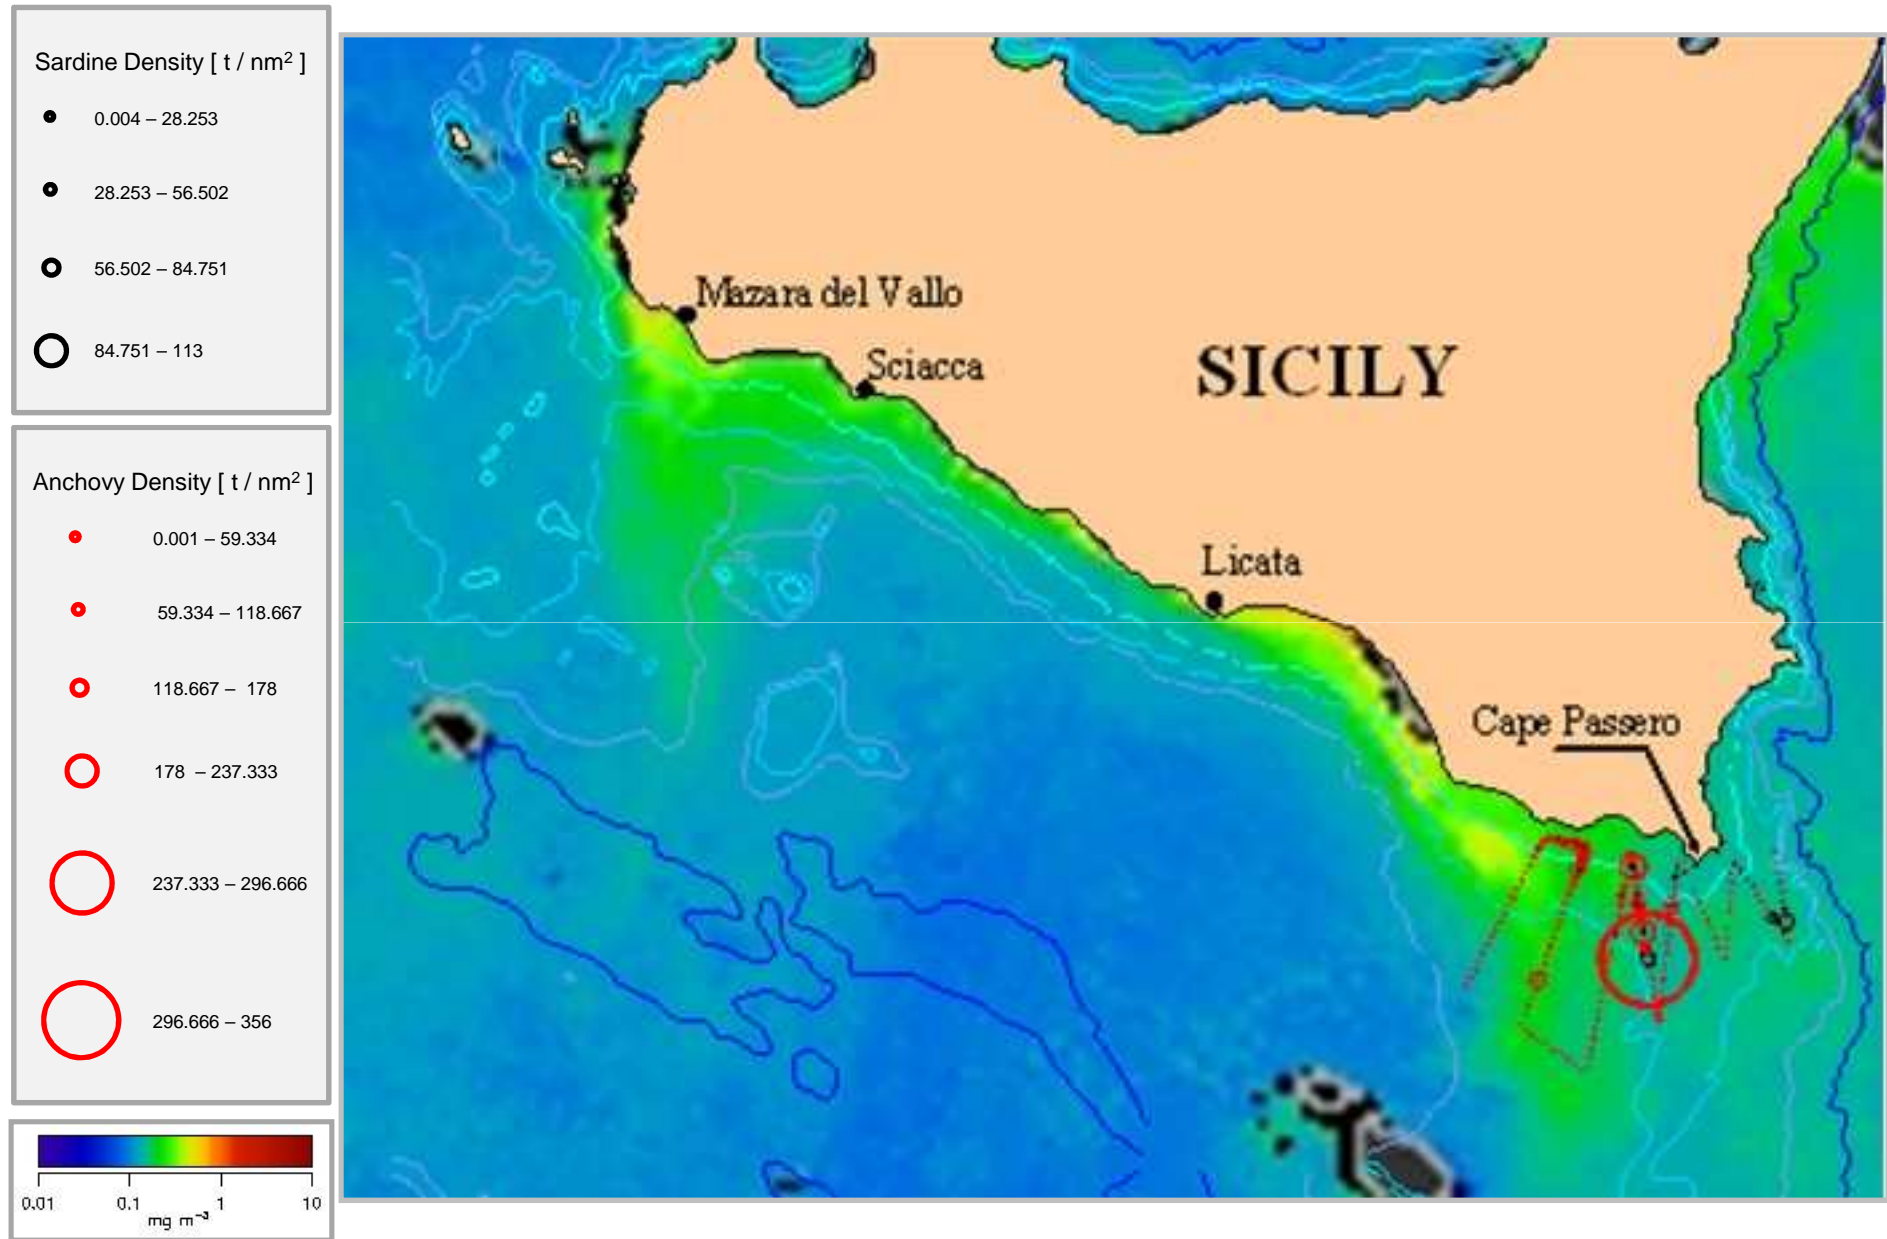 Sardine Density [ t / nm2 ]
0.004 – 28.253
28.253 – 56.502
56.502 – 84.751
84.751 – 113
Anchovy Density [ t / nm2 ]
0.001 – 59.334
59.334 – 118.667
118.667 – 178
178 – 237.333
237.333 – 296.666
296.666 – 356
0.01 0.1 1 10
mg m⁻³
Mazara del Vallo
Sciacca
SICILY
Licata
Cape Passero